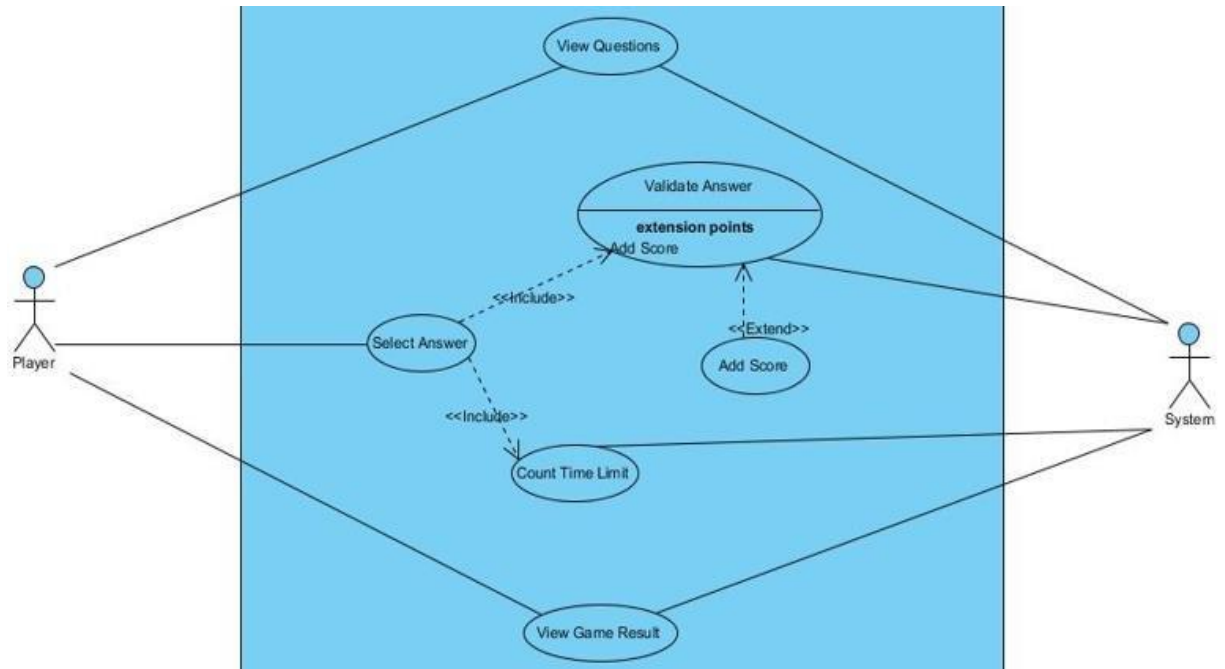 View Questions
Validate Answer
extension points
Add Score
<<Include>>
<<Extend>>
Select Answer
Player
Add Score
System
<<Include>>
Count Time Limit
View Game Result